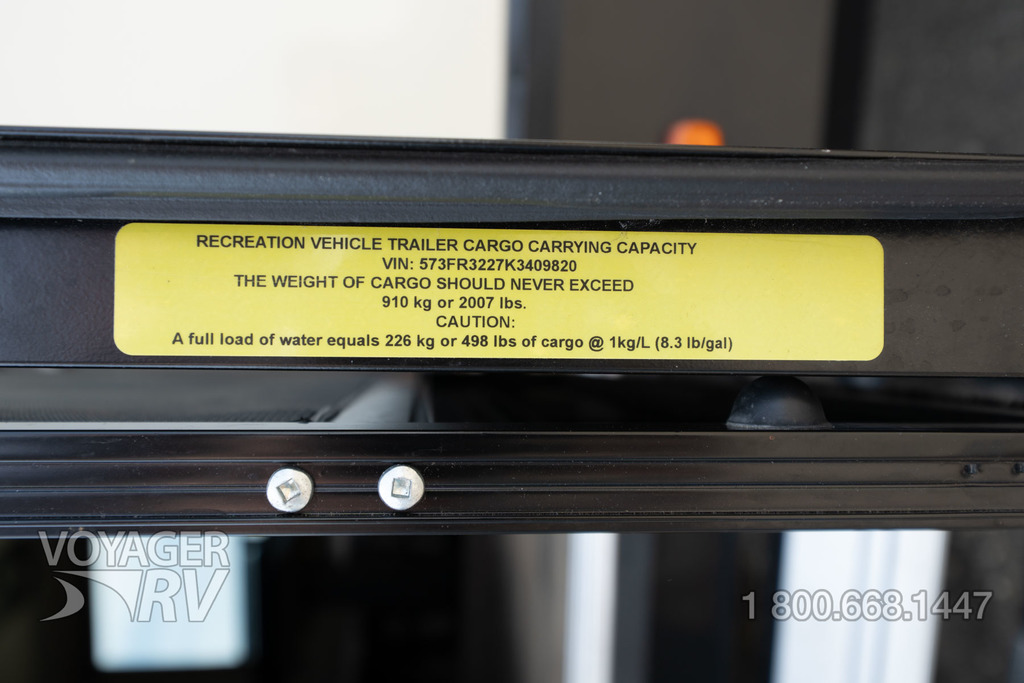 RECREATION VEHICLE TRAILER CARGO CARRYING CAPACITY
VIN: 573FR3227K3409820
THE WEIGHT OF CARGO SHOULD NEVER EXCEED
910 kg or 2007 lbs.
CAUTION:
A full load of water equals 226 kg or 498 lbs of cargo @ 1kg/L (8.3 lb/gal)
VOYAGER
RV
1 800.668.1447